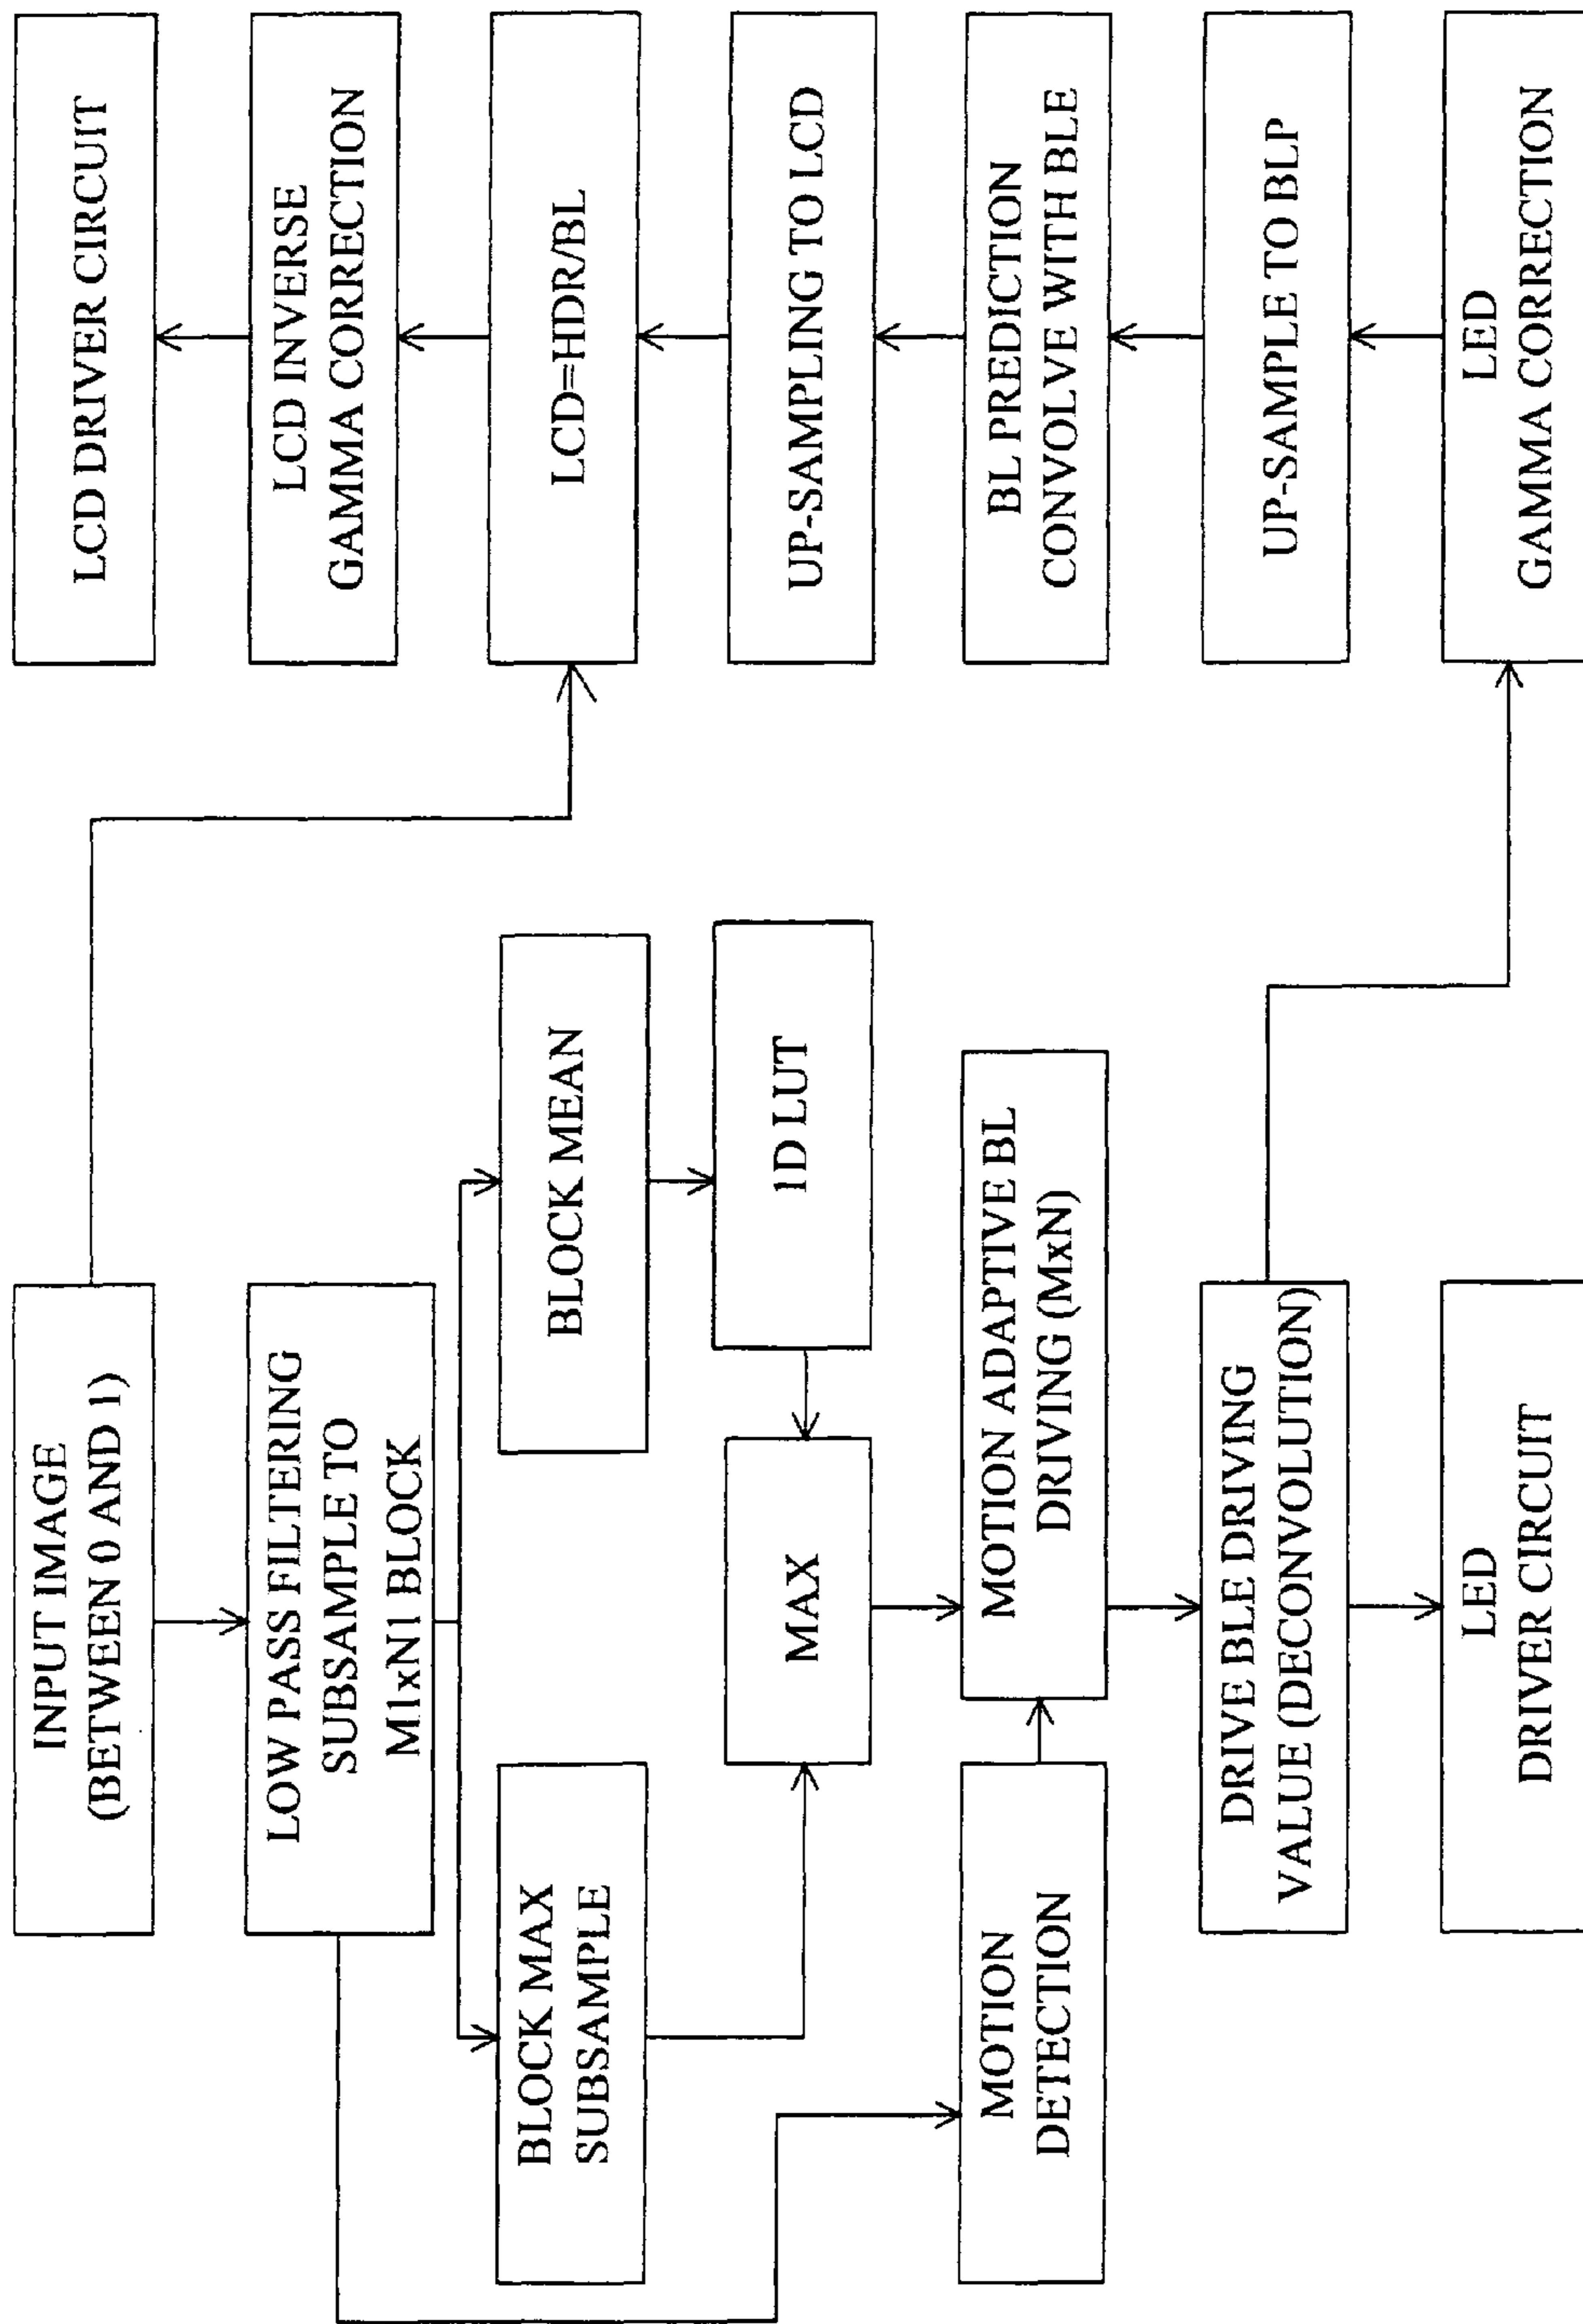 INPUT IMAGE
(BETWEEN 0 AND 1)
LOW PASS FILTERING
SUBSAMPLE TO
M1xN1 BLOCK
BLOCK MAX
SUBSAMPLE
BLOCK MEAN
1D LUT
MAX
MOTION
DETECTION
MOTION ADAPTIVE BL
DRIVING (MxN)
DRIVE BLE DRIVING
VALUE (DECONVOLUTION)
LED
DRIVER CIRCUIT
LCD DRIVER CIRCUIT
LCD INVERSE
GAMMA CORRECTION
LCD=HDR/BL
UP-SAMPLING TO LCD
BL PREDICTION
CONVOLVE WITH BLE
UP-SAMPLE TO BLP
LED
GAMMA CORRECTION